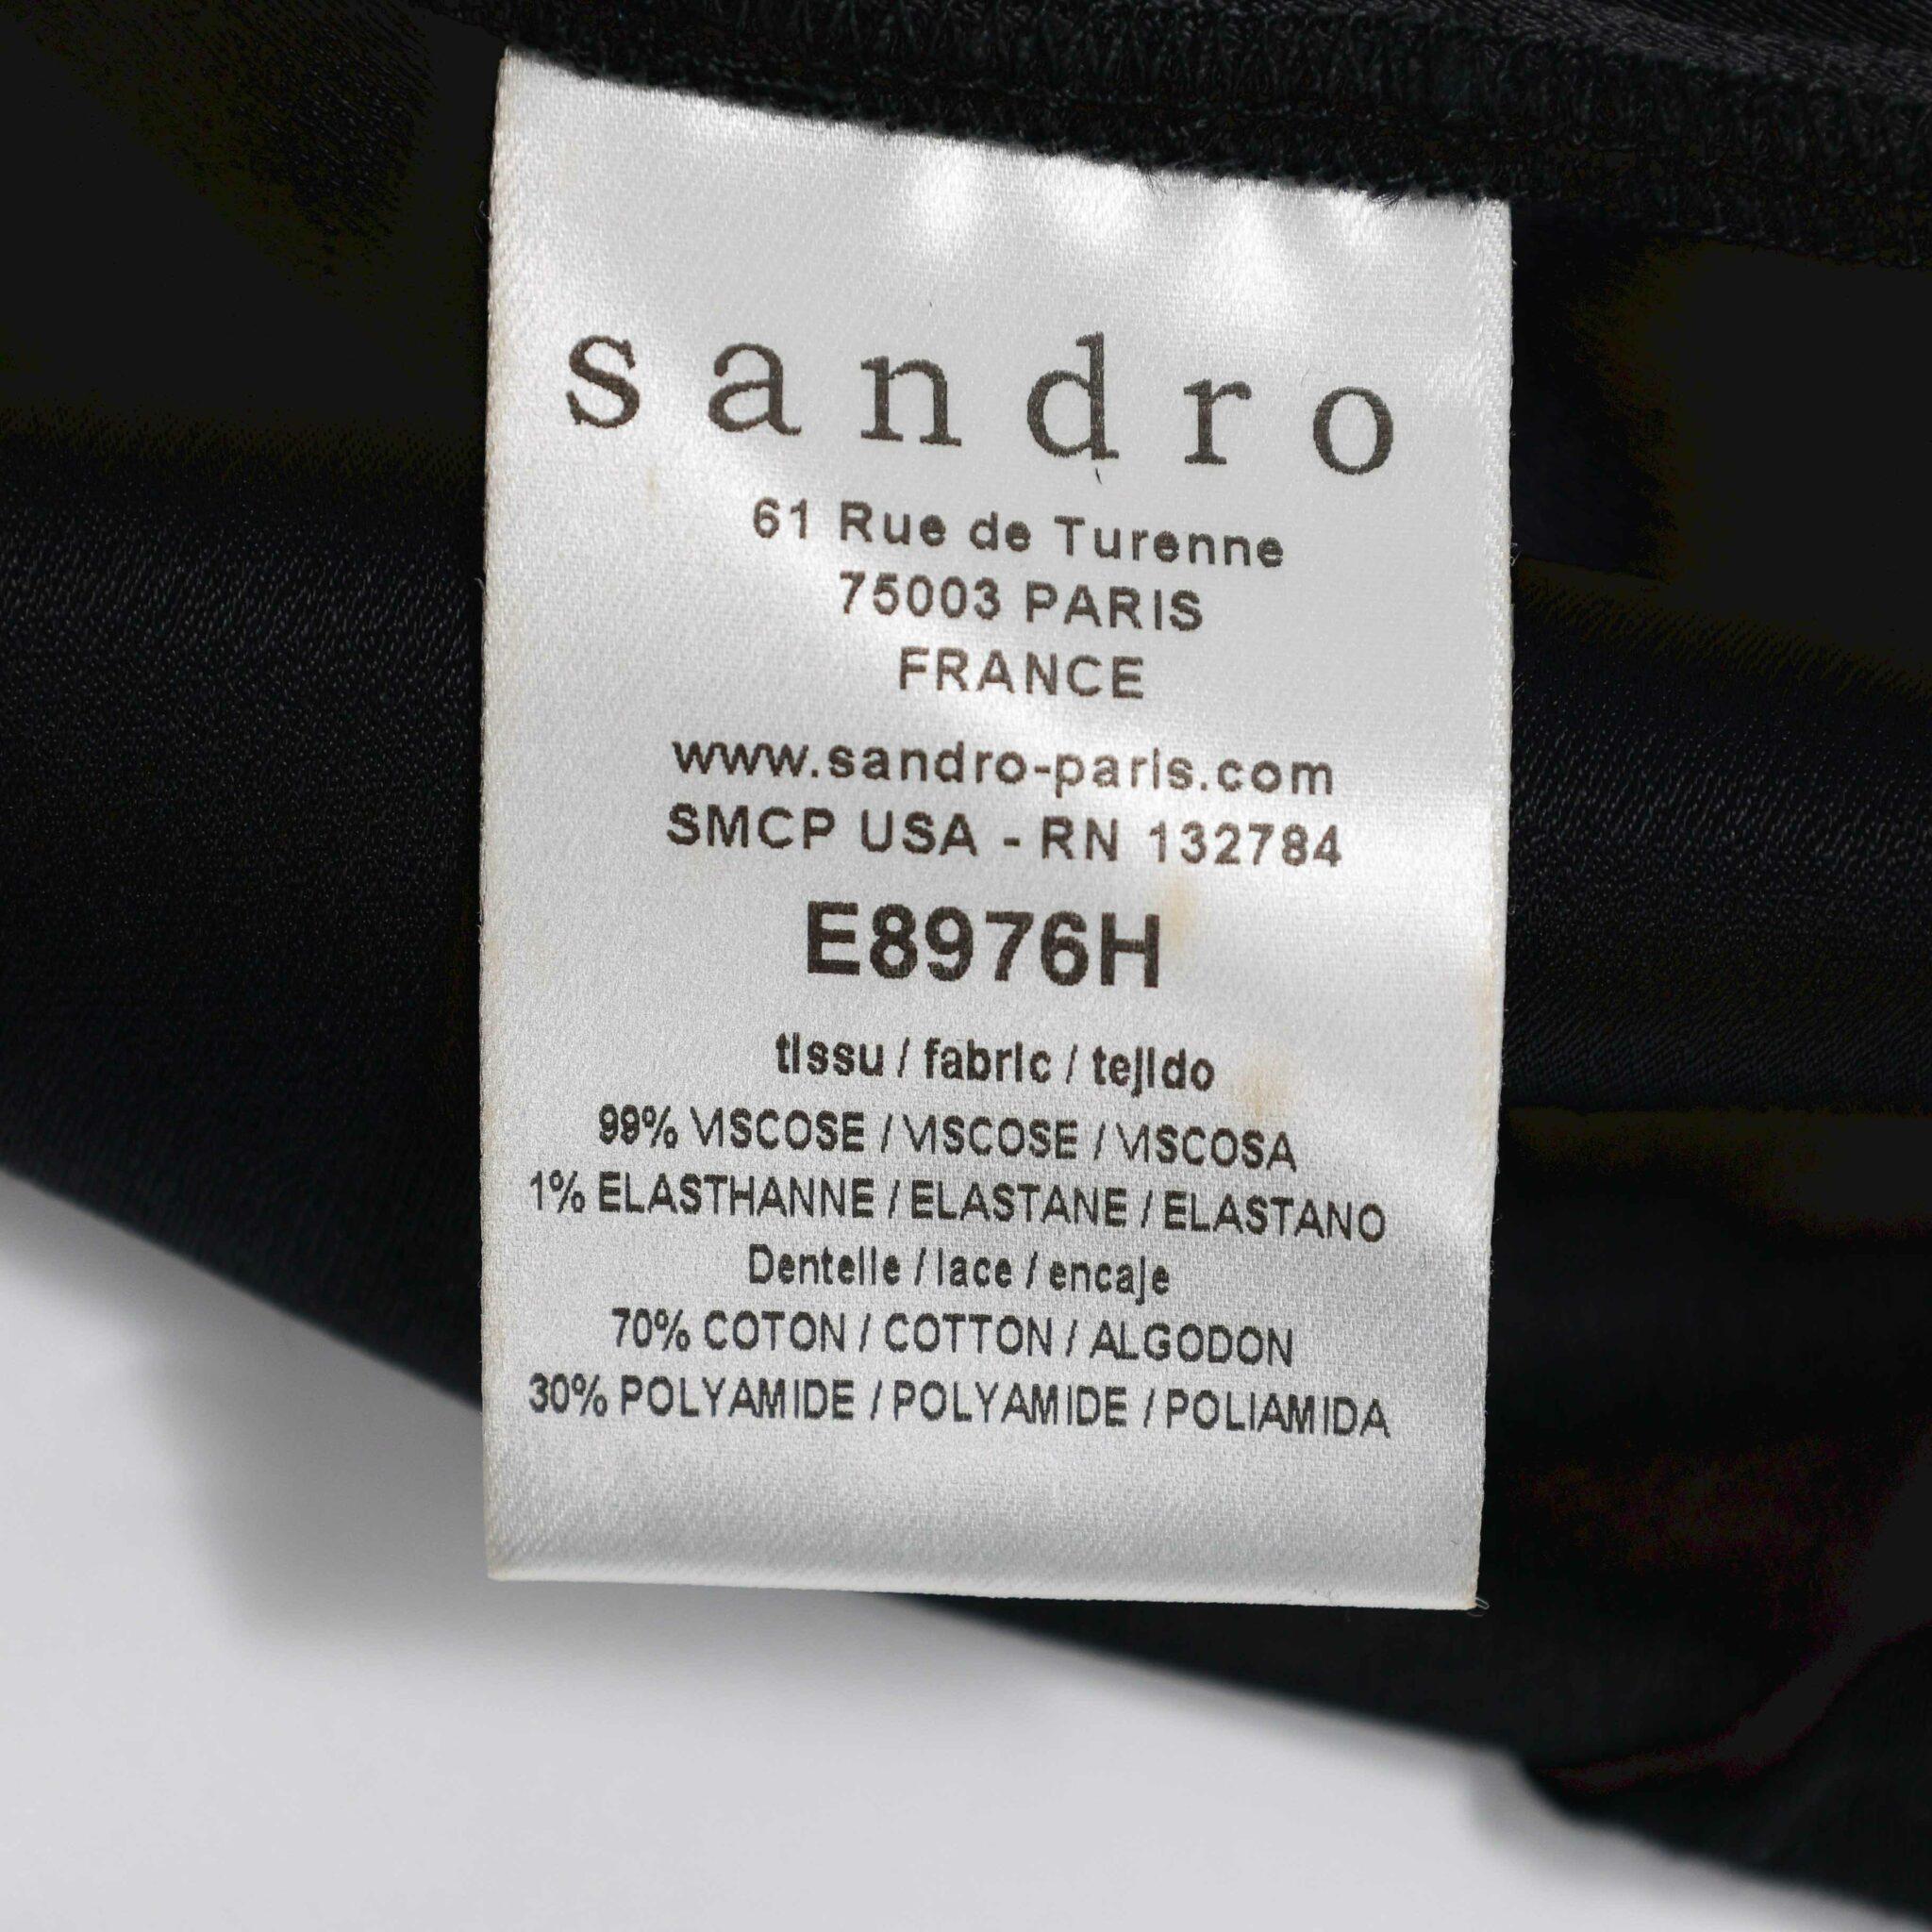 sandro
61 Rue de Turenne
75003 PARIS
FRANCE
www.sandro-paris.com
SMCP USA - RN 132784
E8976H
tissu / fabric / tejido
99% VISCOSE / VISCOSE / VISCOSA
1% ELASTHANNE / ELASTANE / ELASTANO
Dentelle / lace / encaje
70% COTON / COTTON / ALGODON
30% POLYAMIDE / POLYAMIDE / POLIAMIDA